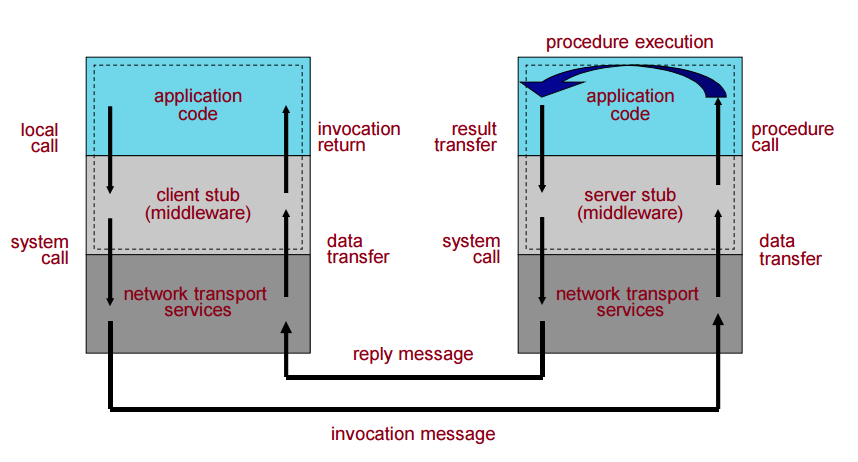 procedure execution
application
code
application
code
local
call
invocation
return
result
transfer
procedure
call
client stub
(middleware)
server stub
(middleware)
system
call
data
transfer
system
call
data
transfer
network transport
services
network transport
services
reply message
invocation message